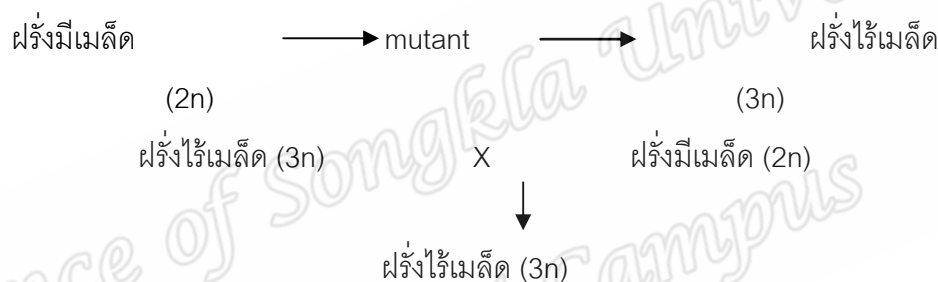 ฝรั่งมีเมล็ด mutant ฝรั่งไร้เมล็ด
(2n) (3n)
ฝรั่งไร้เมล็ด (3n) X ฝรั่งมีเมล็ด (2n)
ฝรั่งไร้เมล็ด (3n)